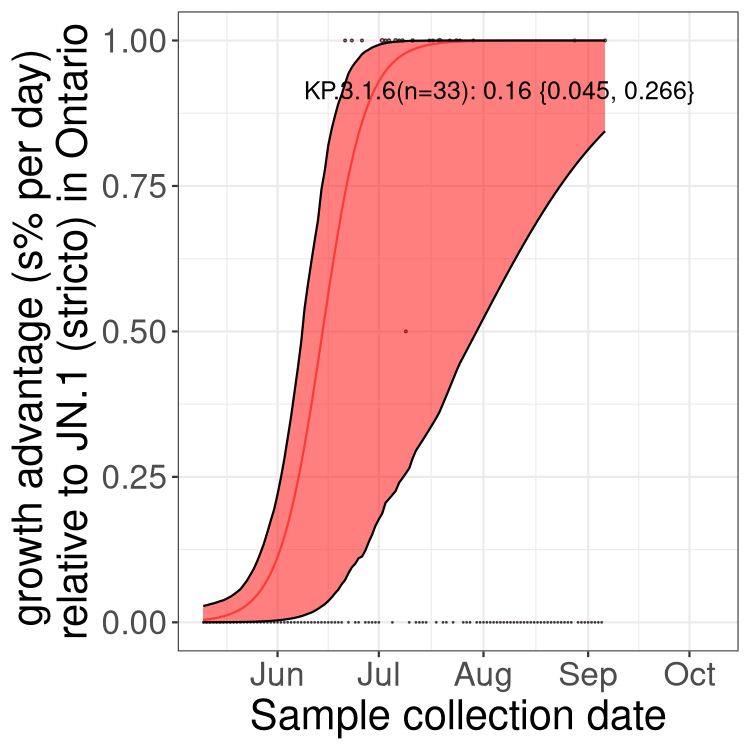 growth advantage (s% per day)
relative to JN.1 (stricto) in Ontario
1.00
0.75
0.50
0.25
0.00
KP.3.1.6(n=33): 0.16 {0.045, 0.266}
Jun Jul Aug Sep Oct
Sample collection date